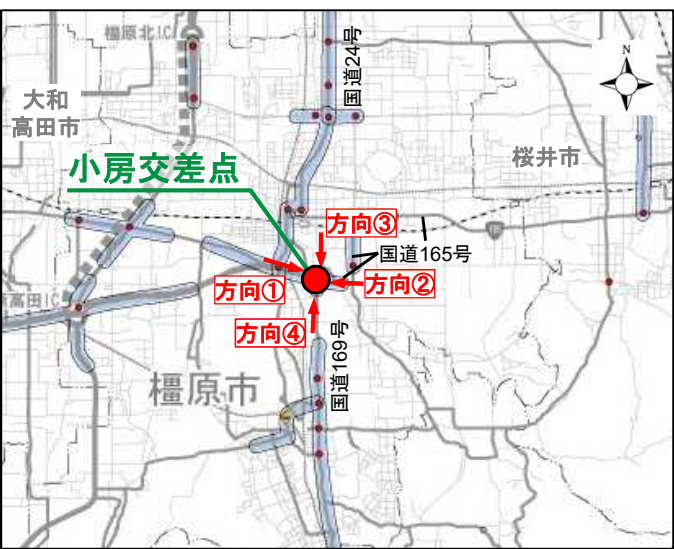 橿原北IC
国道24号
N
大和
高田市
桜井市
小房交差点
方向③
国道165号
方向①
方向②
高田IC
方向④
国道169号
橿原市